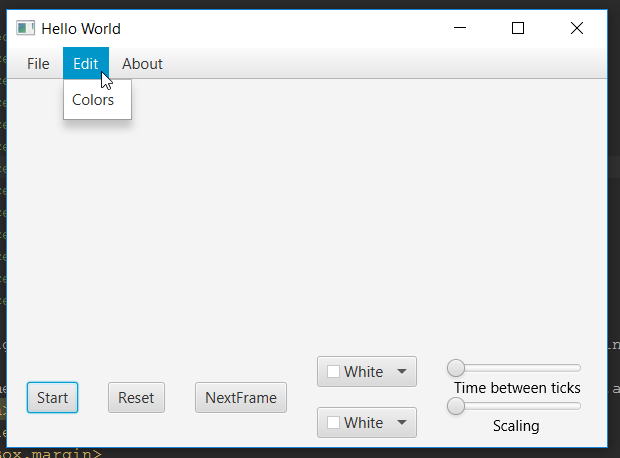 Hello World
File Edit About
Colors
White
Time between ticks
Start Reset NextFrame
White
Scaling
ox.margin>